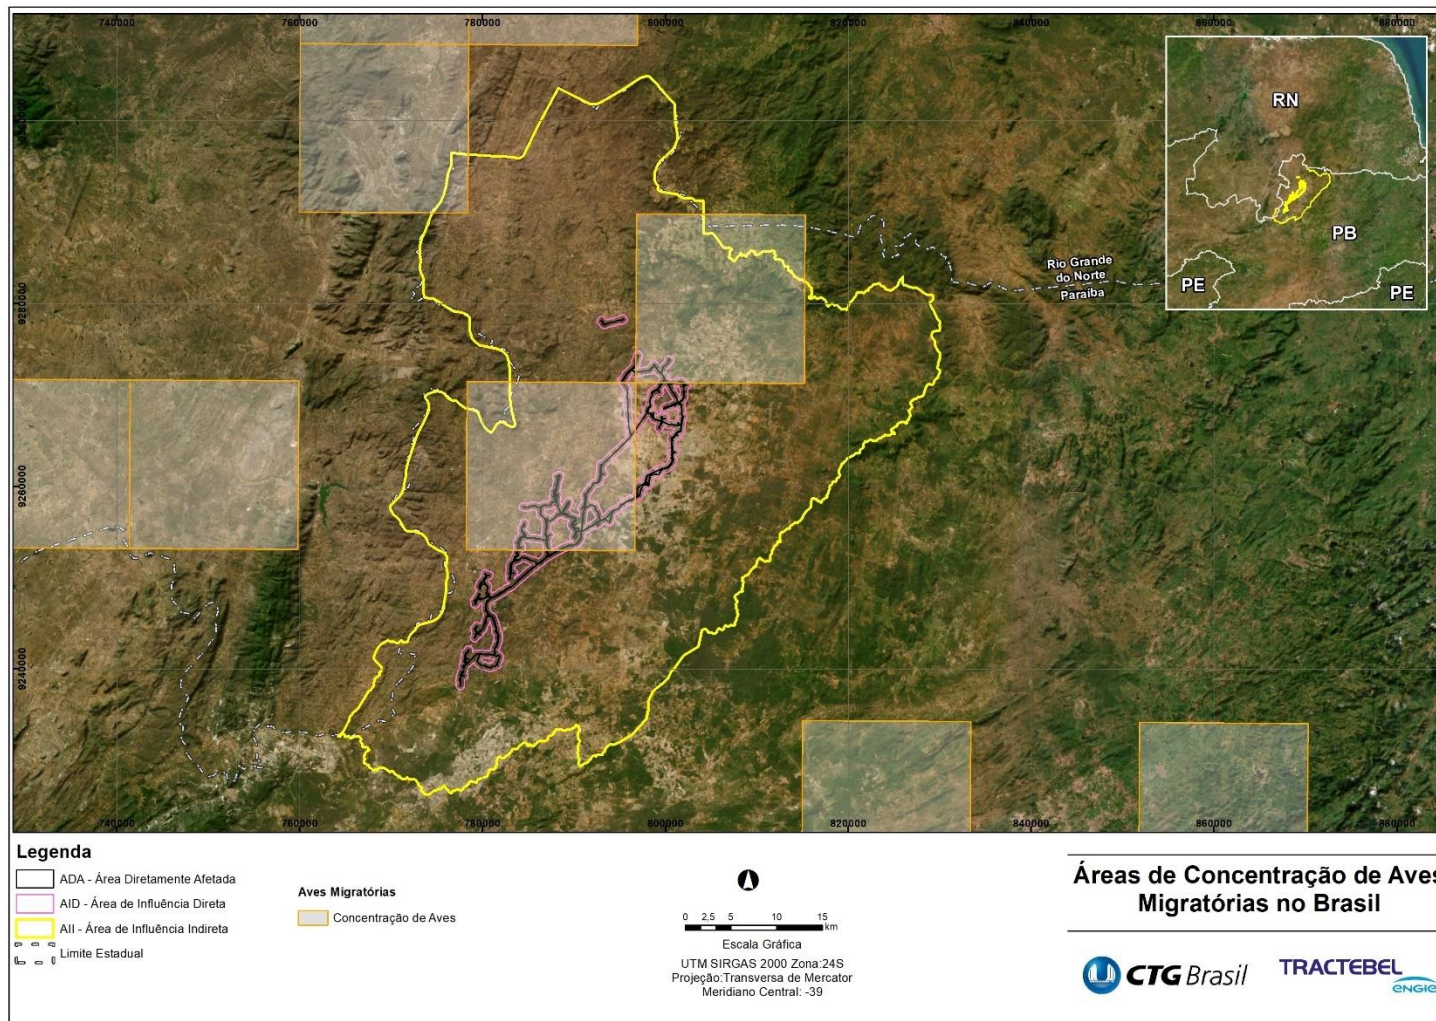 740000
760000
780000
800000
820000
840000
860000
880000
RN
PB
PE
PE
9280000
9260000
9240000
Rio Grande
do Norte
Paraíba
740000
760000
780000
800000
820000
840000
860000
880000
Legenda
ADA - Área Diretamente Afetada
AID - Área de Influência Direta
AII - Área de Influência Indireta
Limite Estadual
Aves Migratórias
Concentração de Aves
0 2,5 5 10 15
km
Escala Gráfica
UTM SIRGAS 2000 Zona:24S
Projeção:Transversa de Mercator
Meridiano Central: -39
Áreas de Concentração de Aves
Migratórias no Brasil
CTG Brasil
TRACTEBEL
ENGIE